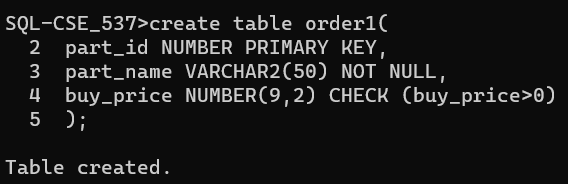 SQL-CSE_537>create table order1(
  2  part_id NUMBER PRIMARY KEY,
  3  part_name VARCHAR2(50) NOT NULL,
  4  buy_price NUMBER(9,2) CHECK (buy_price>0)
  5  );
Table created.